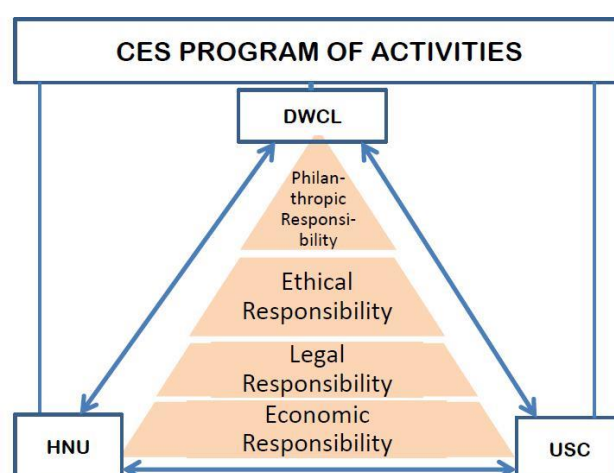 CES PROGRAM OF ACTIVITIES
DWCL
Philan-
thropic
Responsi-
bility
Ethical
Responsibility
Legal
Responsibility
Economic
Responsibility
HNU
USC